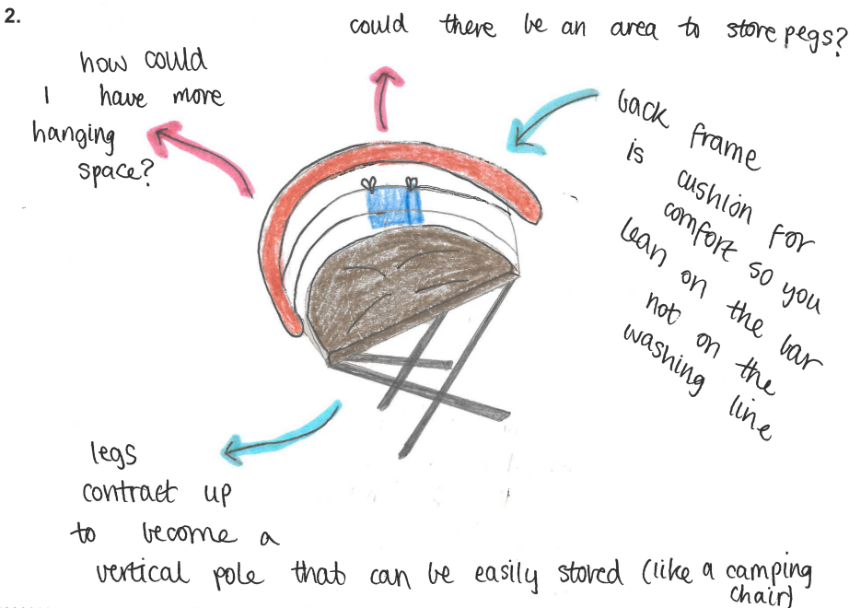 2.
could there be an area to store pegs?
how could
I have more
hanging
space?
back frame
is cushion for
comfort so you
lean on the bar
not on the
washing line
legs
contract up
to become a
vertical pole that can be easily stored (like a camping
chair)